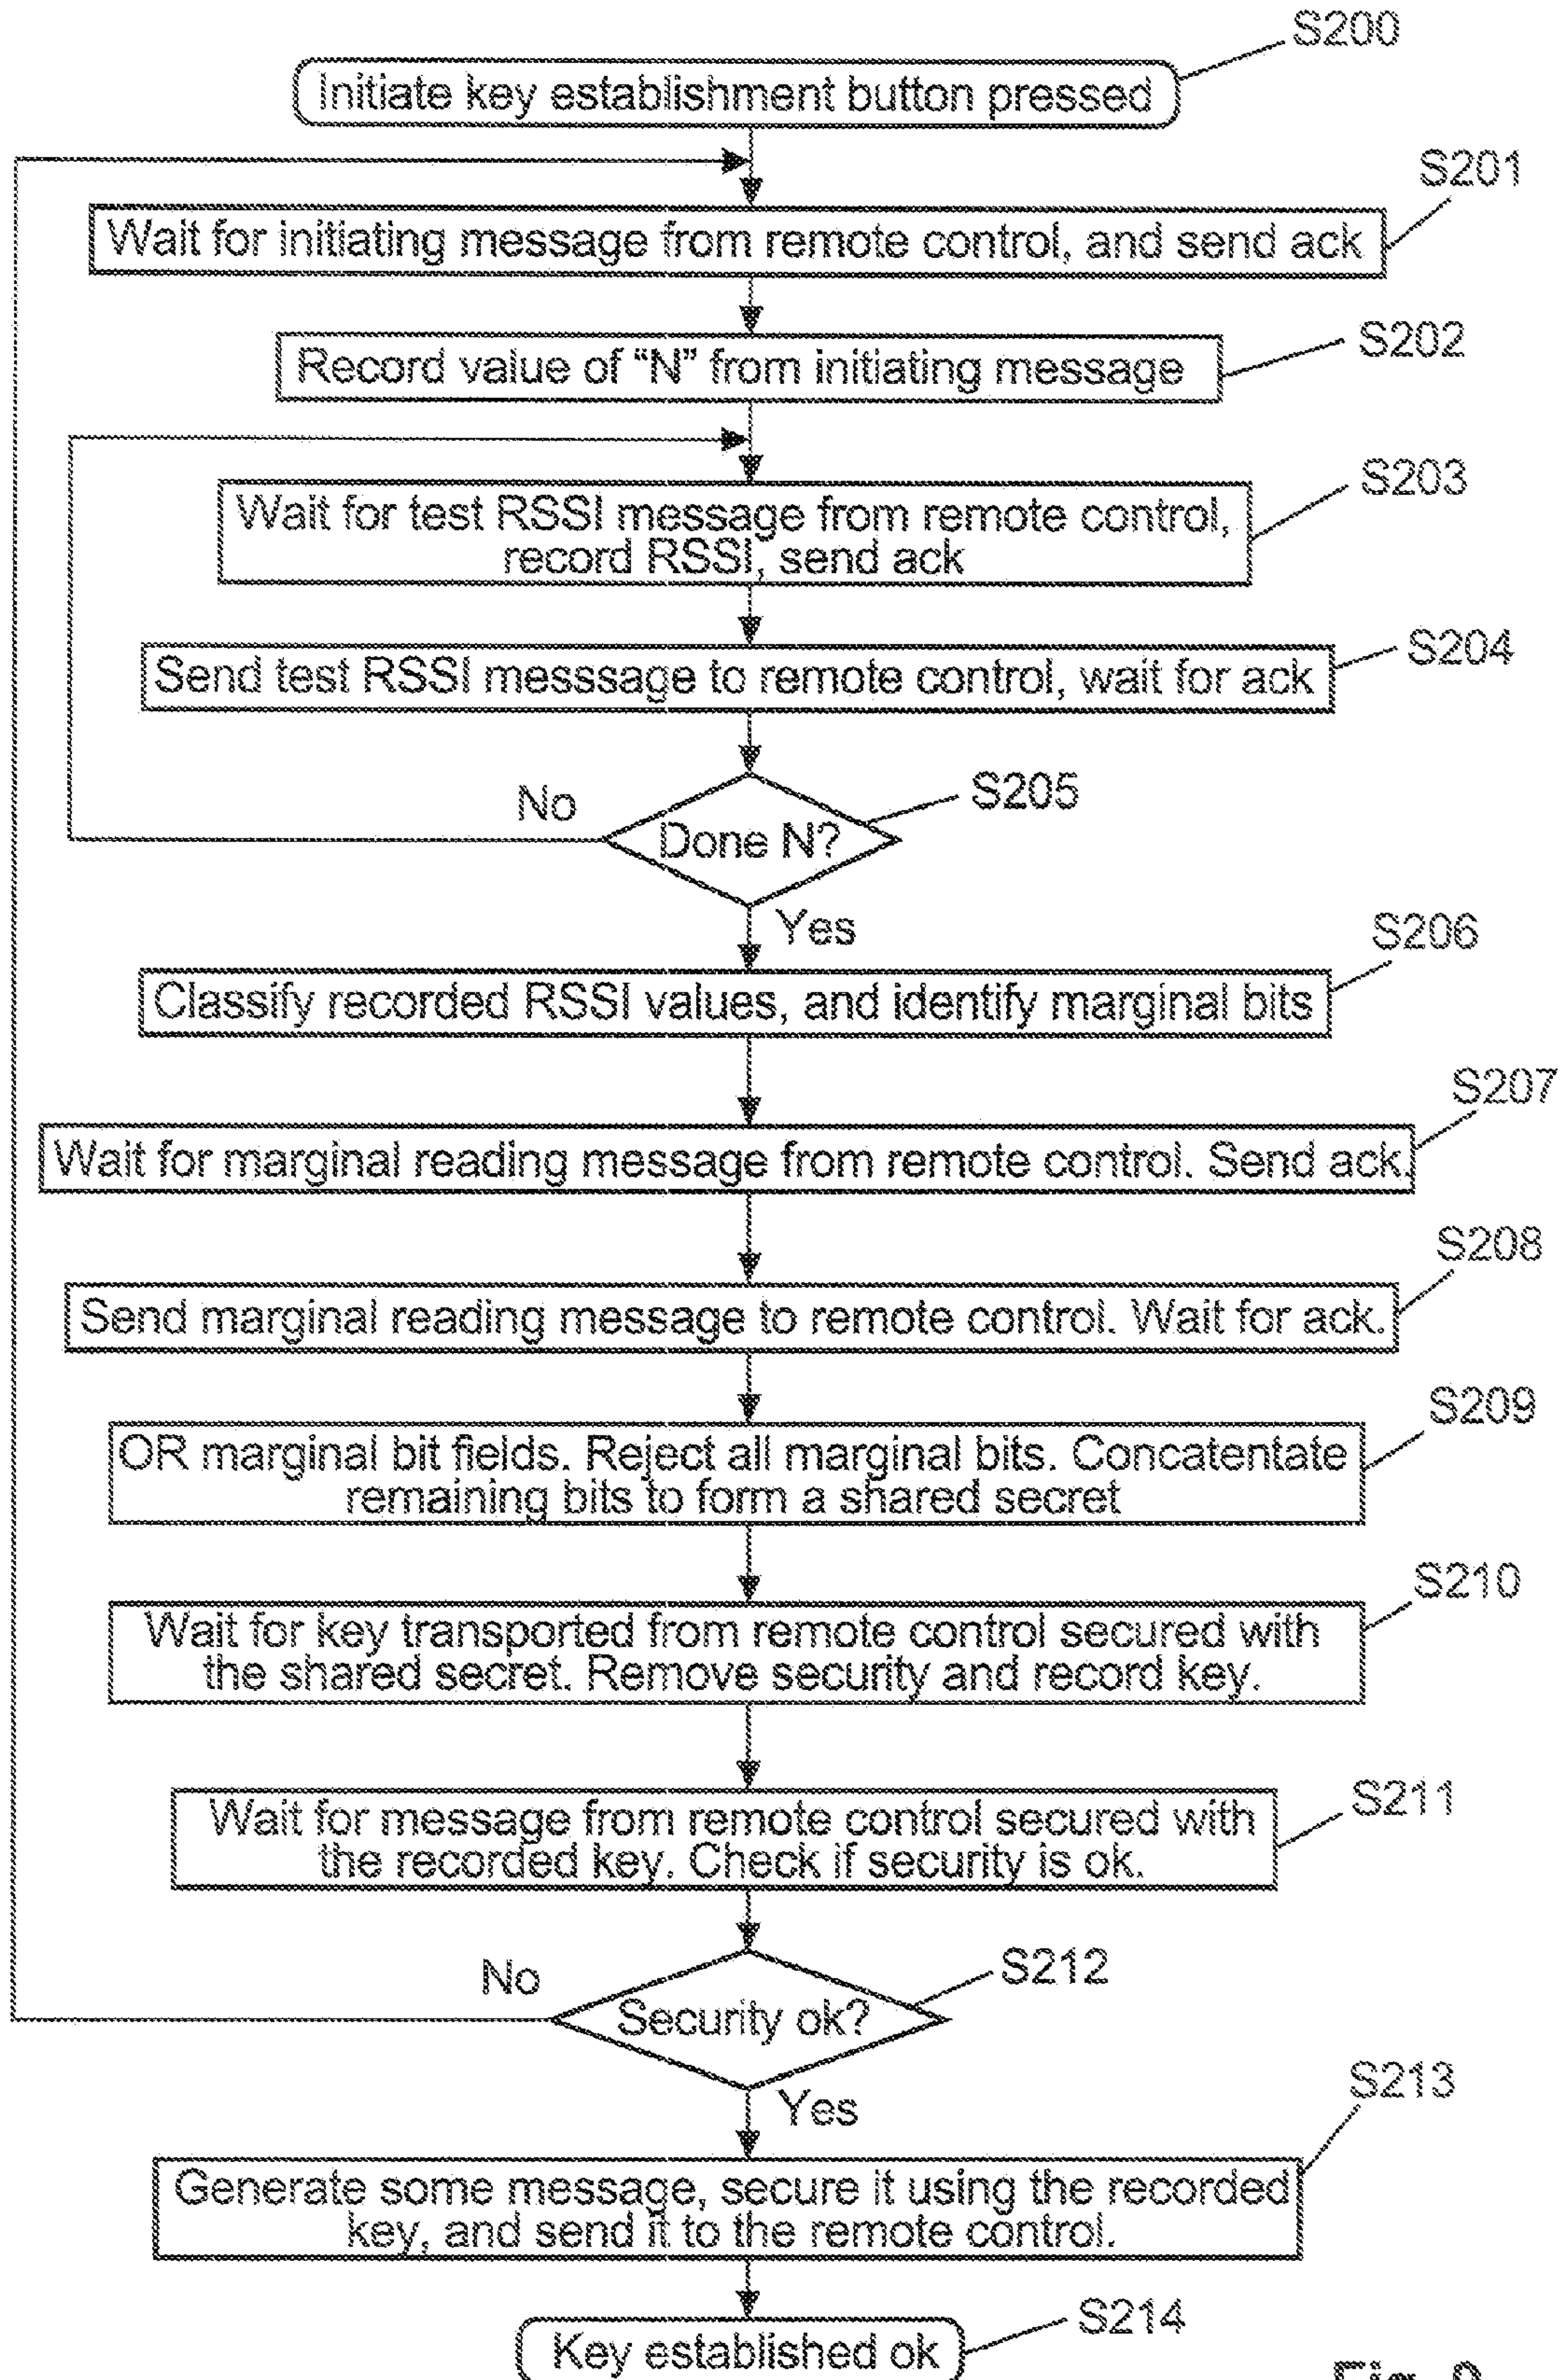 S200
Initiate key establishment button pressed
S201
Wait for initiating message from remote control, and send ack
S202
Record value of “N” from initiating message
S203
Wait for test RSSI message from remote control,
record RSSI, send ack
S204
Send test RSSI messsage to remote control, wait for ack
S205
No
Done N?
Yes
S206
Classify recorded RSSI values, and identify marginal bits
S207
Wait for marginal reading message from remote control. Send ack.
S208
Send marginal reading message to remote control. Wait for ack.
S209
OR marginal bit fields. Reject all marginal bits. Concatentate
remaining bits to form a shared secret
S210
Wait for key transported from remote control secured with
the shared secret. Remove security and record key.
S211
Wait for message from remote control secured with
the recorded key. Check if security is ok.
S212
No
Security ok?
Yes
S213
Generate some message, secure it using the recorded
key, and send it to the remote control.
S214
Key established ok